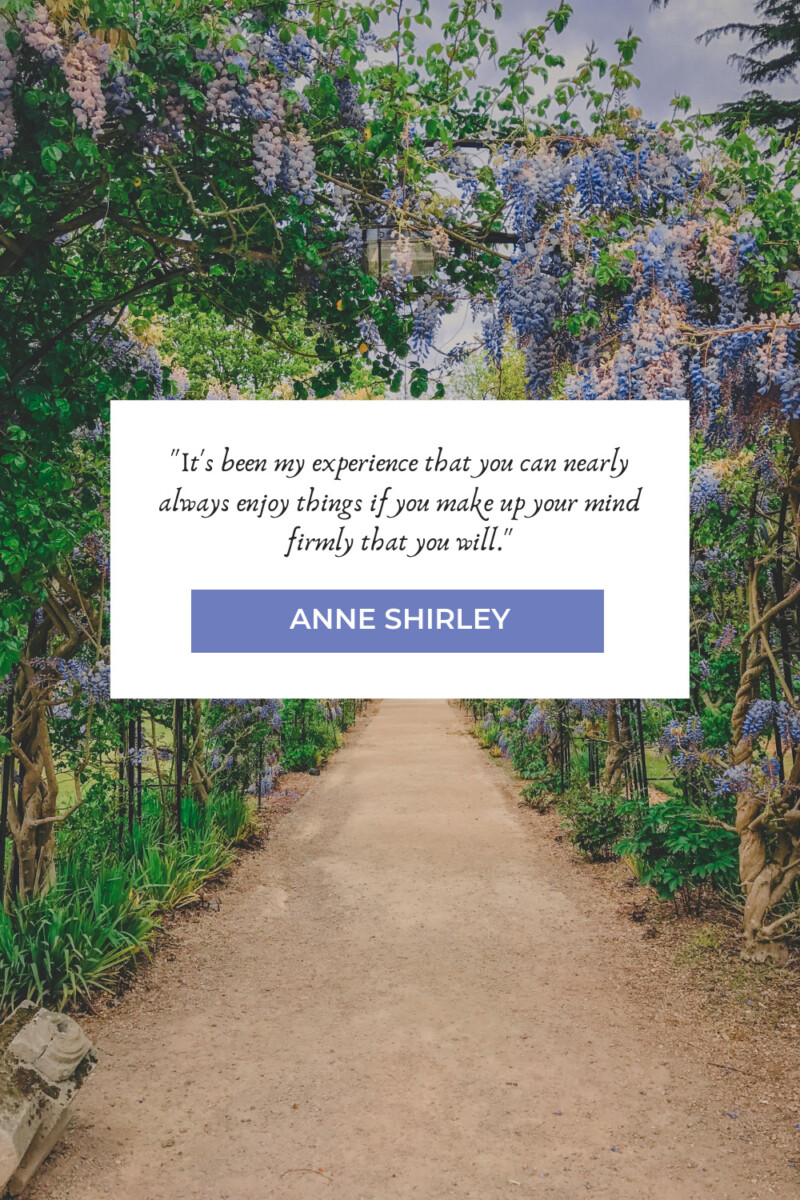 "It's been my experience that you can nearly
always enjoy things if you make up your mind
firmly that you will."
ANNE SHIRLEY